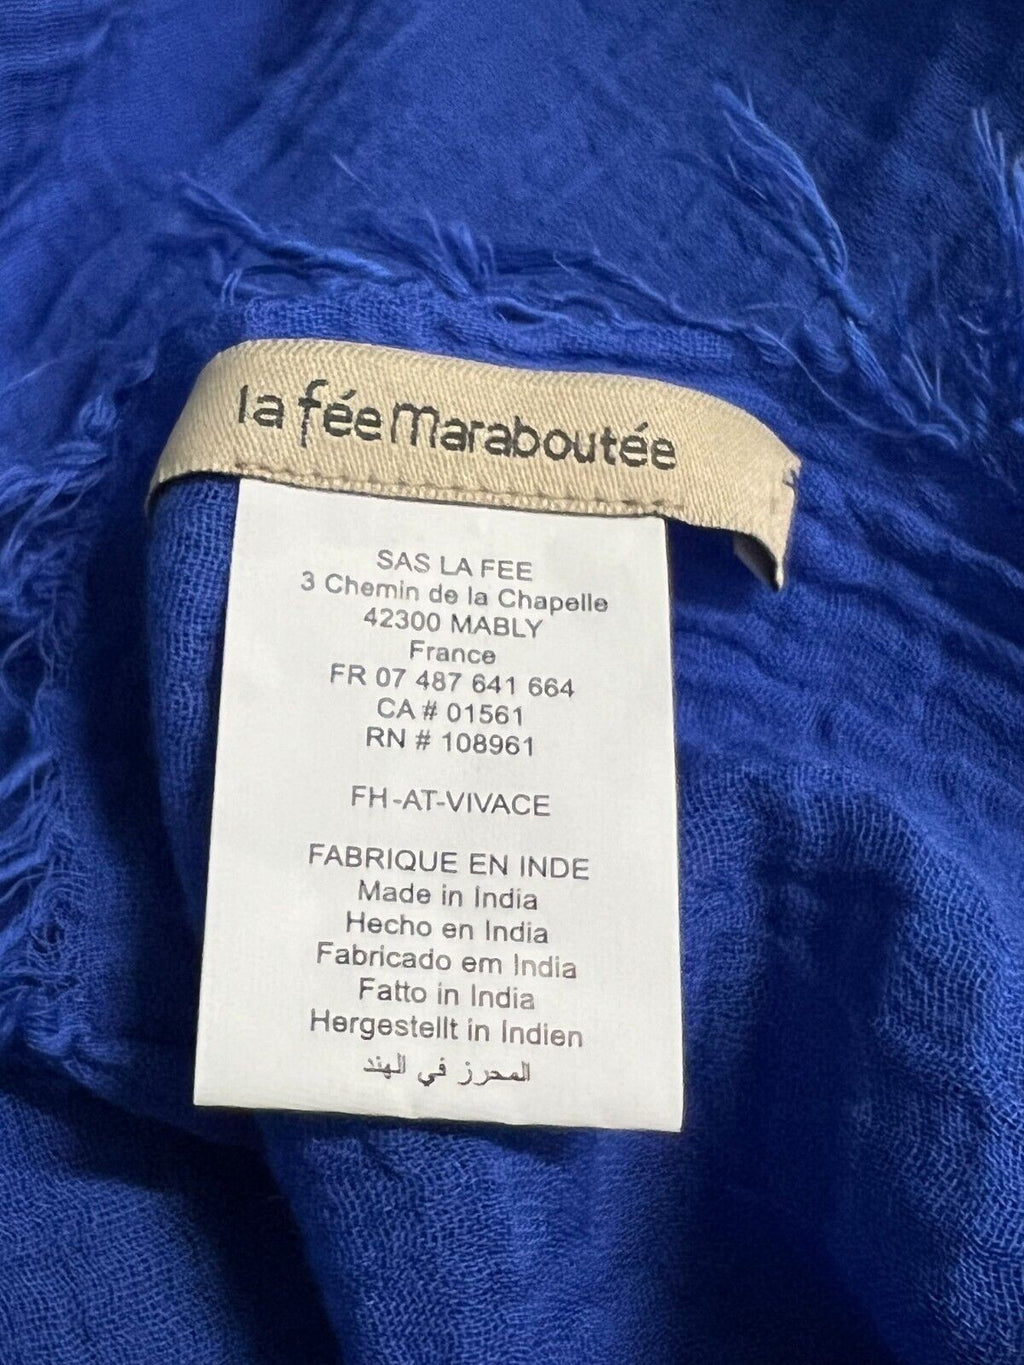 la fée Maraboutée
SAS LA FEE
3 Chemin de la Chapelle
42300 MABLY
France
FR 07 487 641 664
CA # 01561
RN # 108961
FH-AT-VIVACE
FABRIQUE EN INDE
Made in India
Hecho en India
Fabricado em India
Fatto in India
Hergestellt in Indien
المحرز في الهند